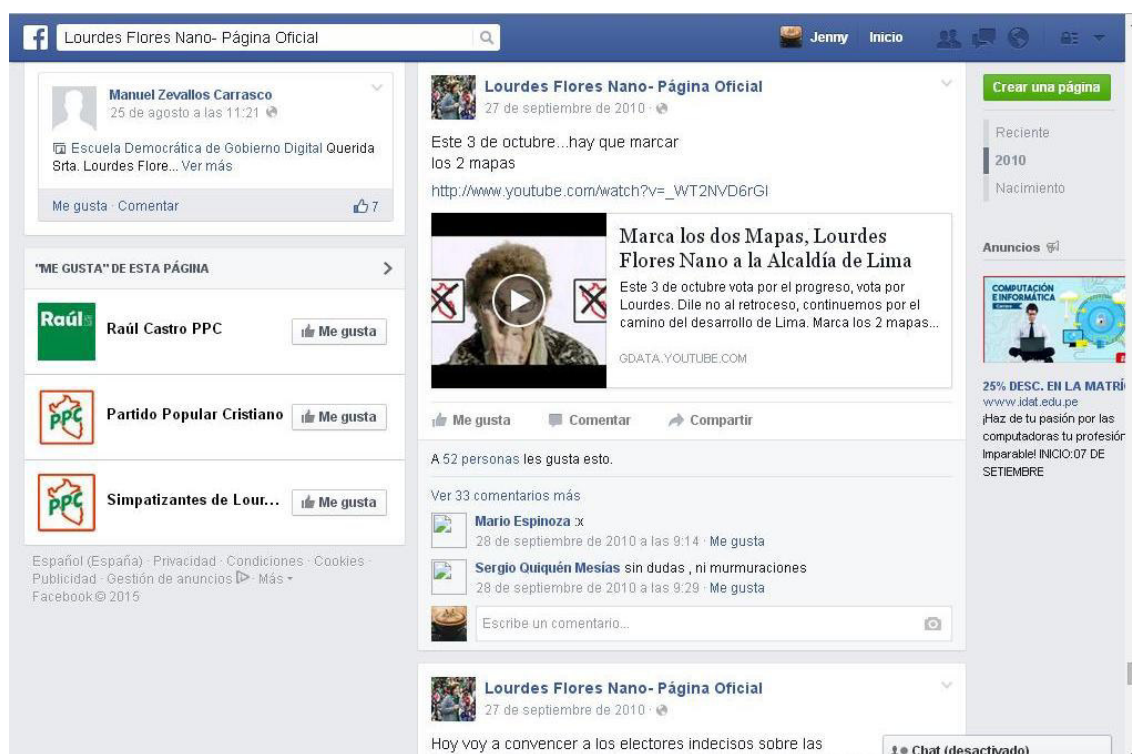 Lourdes Flores Nano- Página Oficial
Jenny
Inicio
Manuel Zevallos Carrasco
25 de agosto a las 11:21
Escuela Democrática de Gobierno Digital Querida
Srta. Lourdes Flore... Ver más
Me gusta · Comentar
7
"ME GUSTA" DE ESTA PÁGINA
Raúl
Raúl Castro PPC
Me gusta
PPC
Partido Popular Cristiano
Me gusta
PPC
Simpatizantes de Lour...
Me gusta
Español (España) · Privacidad · Condiciones · Cookies ·
Publicidad · Gestión de anuncios · Más
Facebook © 2015
Lourdes Flores Nano- Página Oficial
27 de septiembre de 2010 ·
Este 3 de octubre...hay que marcar
los 2 mapas
http://www.youtube.com/watch?v=_WT2NVD6rGI
Marca los dos Mapas, Lourdes
Flores Nano a la Alcaldía de Lima
Este 3 de octubre vota por el progreso, vota por
Lourdes. Dile no al retroceso, continuemos por el
camino del desarrollo de Lima. Marca los 2 mapas...
GDATA.YOUTUBE.COM
Me gusta
Comentar
Compartir
A 52 personas les gusta esto.
Ver 33 comentarios más
Mario Espinoza :x
28 de septiembre de 2010 a las 9:14 · Me gusta
Sergio Quiquén Mesías sin dudas , ni murmuraciones
28 de septiembre de 2010 a las 9:29 · Me gusta
Escribe un comentario...
Lourdes Flores Nano- Página Oficial
27 de septiembre de 2010 ·
Hoy voy a convencer a los electores indecisos sobre las
Crear una página
Reciente
2010
Nacimiento
Anuncios
COMPUTACIÓN
E INFORMÁTICA
25% DESC. EN LA MATRÍ
www.idat.edu.pe
¡Haz de tu pasión por las
computadoras tu profesión
Imparable! INICIO:07 DE
SETIEMBRE
Chat (desactivado)